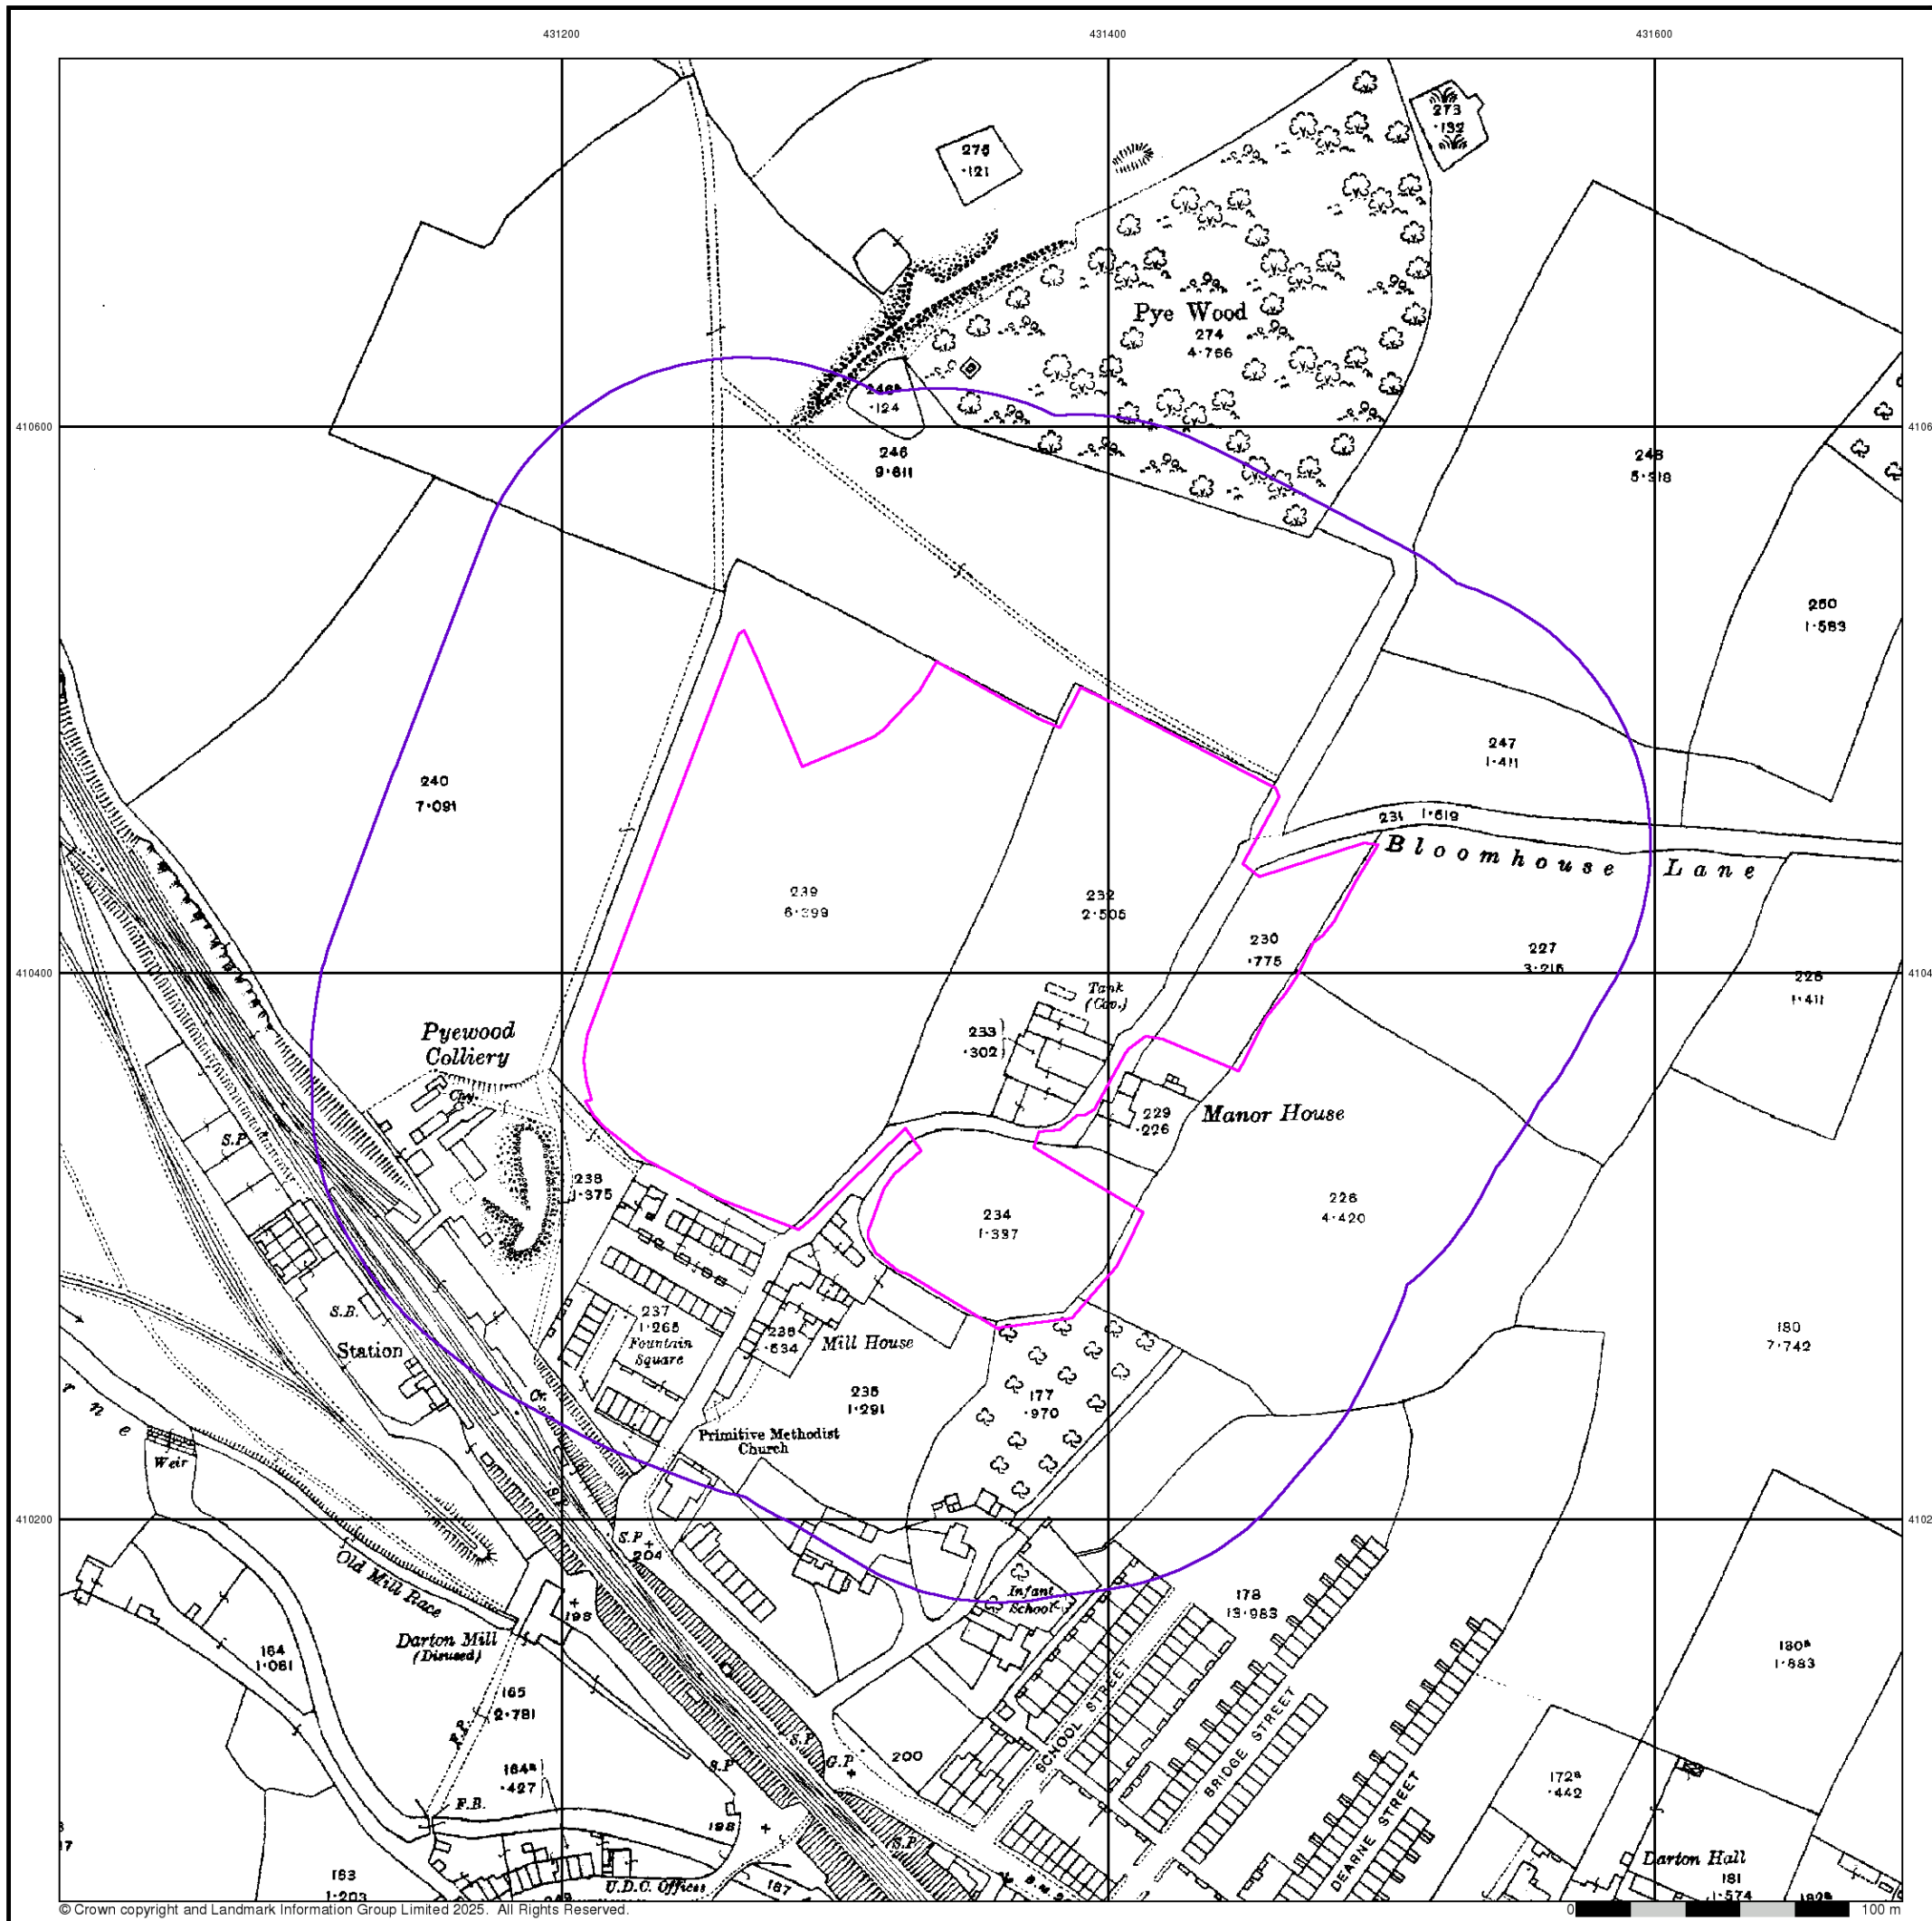 431200
431400
431600
273
·132
275
·121
Pye Wood
274
4·766
·124
410600
246
9·611
248
5·318
250
1·583
247
1·411
240
7·091
231 1·619
Bloomhouse Lane
239
6·399
232
2·505
230
·775
227
3·215
410400
1·411
Tank
(Cov.)
Pyewood
Colliery
233
·302
229
·226
Manor House
Chy.
S.P.
238
1·375
234
1·397
226
4·420
S.B.
237
1·265
Fountain
Square
236
·534
Mill House
180
7·742
Station
Cr.
235
1·291
177
·970
Primitive Methodist
Church
Weir
r n e
410200
S.P.
S.P.
204
Old Mill Race
Infant
School
178
13·983
198
Darton Mill
(Disused)
164
1·061
180a
1·883
165
2·781
F.P.
SCHOOL STREET
BRIDGE STREET
DEARNE STREET
S.P.
S.P.
G.P.
200
164a
·427
172a
·442
F.B.
198
S.P.
Darton Hall
181
1·574
183
1·203
U.D.C. Offices
187
182a
© Crown copyright and Landmark Information Group Limited 2025. All Rights Reserved.
0 100 m